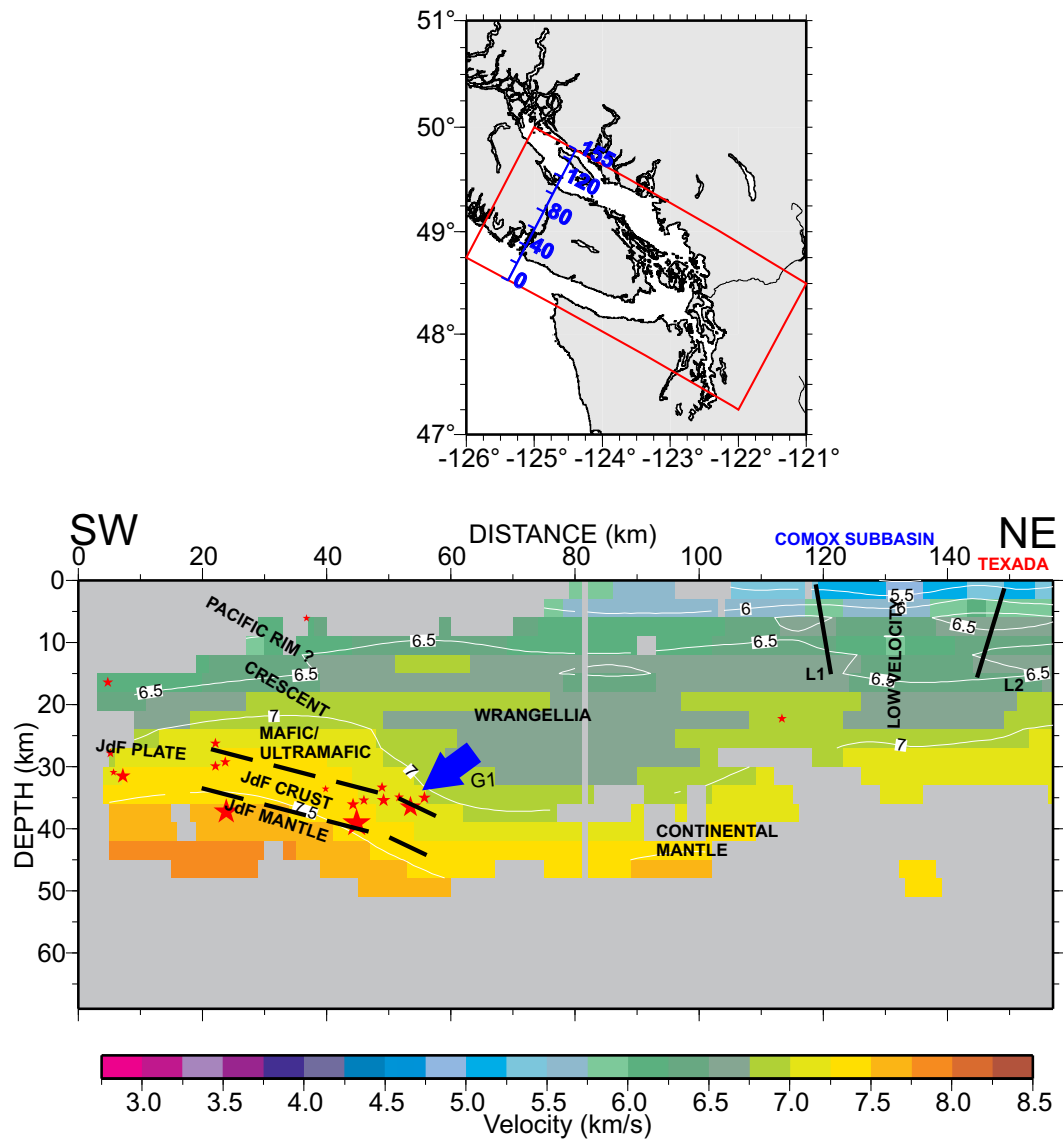 51°
50°
49°
48°
47°
-126° -125° -124° -123° -122° -121°
155
120
80
40
0
SW
DISTANCE (km)
NE
COMOX SUBBASIN
TEXADA
0 20 40 60 80 100 120 140
0
10
20
30
40
50
60
DEPTH (km)
PACIFIC RIM ?
CRESCENT
WRANGELLIA
MAFIC/
ULTRAMAFIC
JdF PLATE
JdF CRUST
JdF MANTLE
G1
CONTINENTAL
MANTLE
L1
LOW VELOCITY
L2
5.5
6
6
6.5
6.5
6.5
6.5
6.5
6.5
7
7
7
7.5
3.0 3.5 4.0 4.5 5.0 5.5 6.0 6.5 7.0 7.5 8.0 8.5
Velocity (km/s)